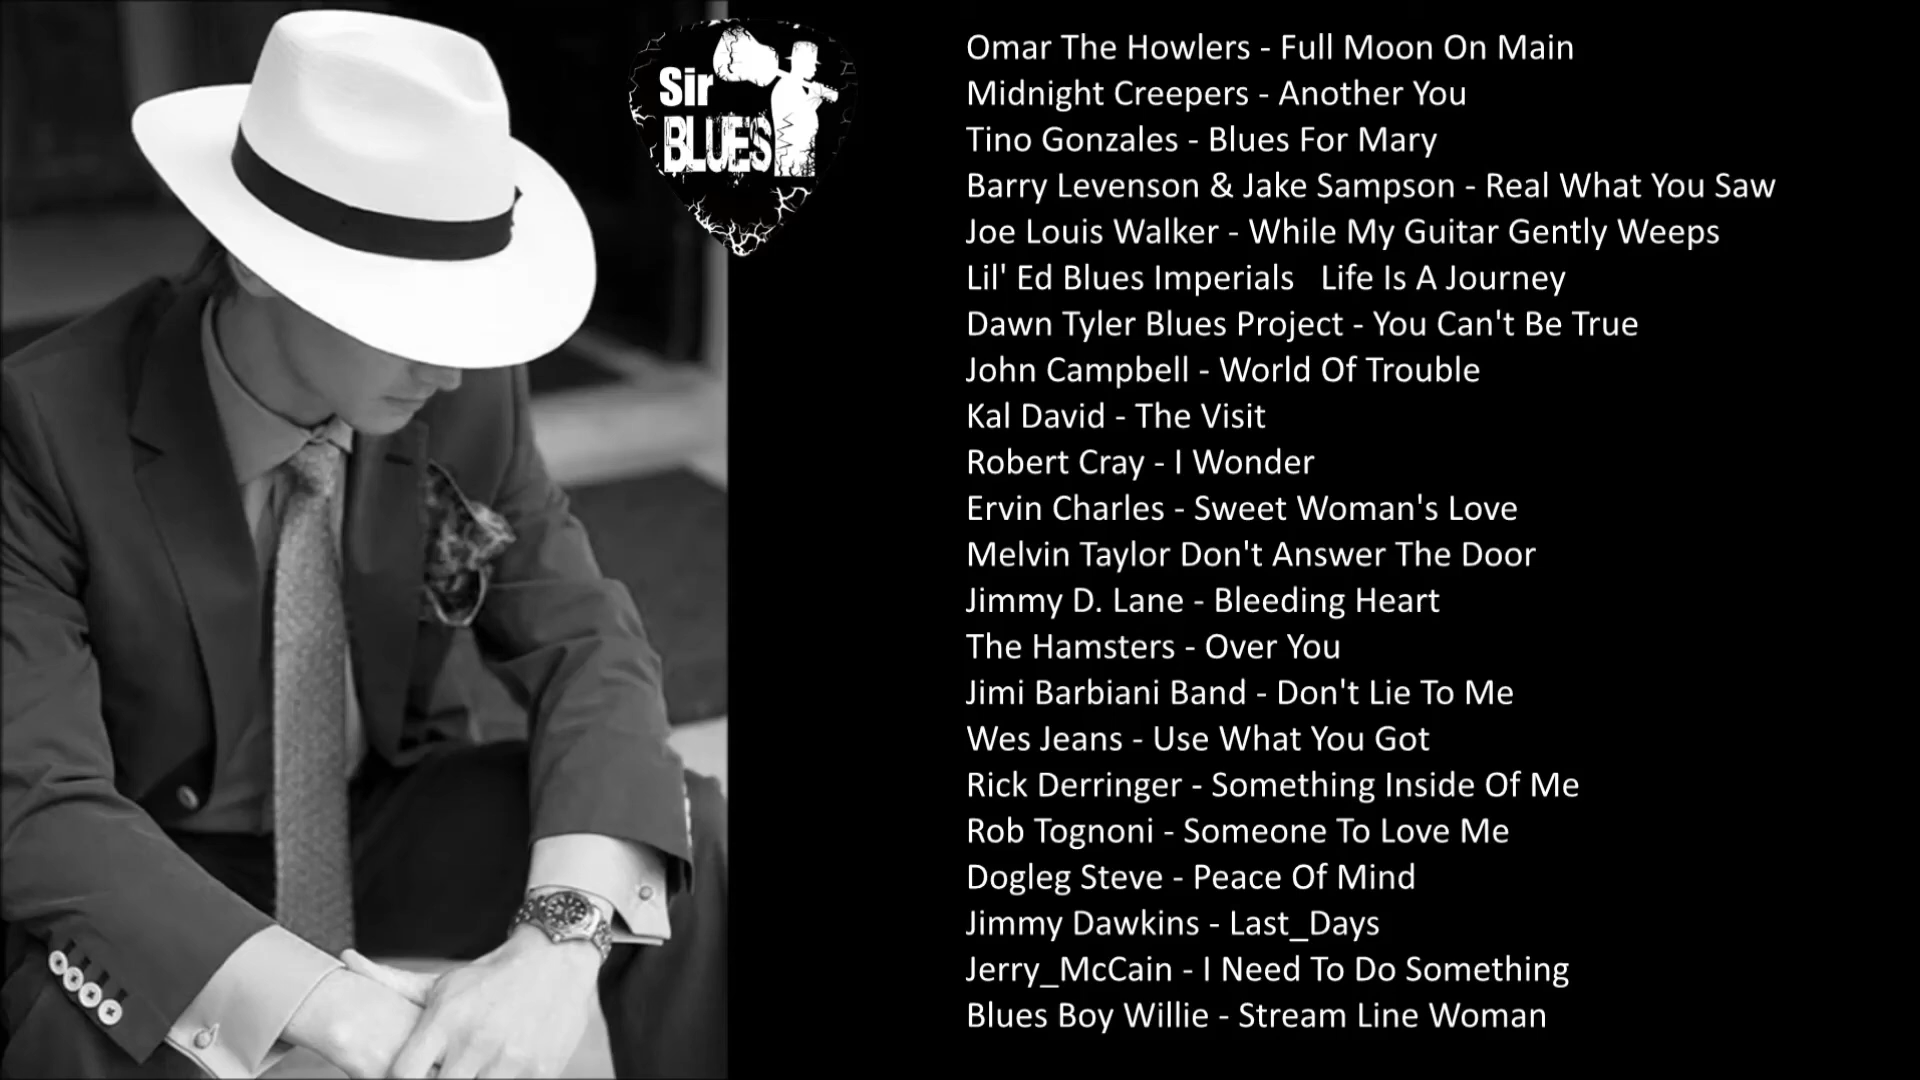 Sir
BLUES
Omar The Howlers - Full Moon On Main
Midnight Creepers - Another You
Tino Gonzales - Blues For Mary
Barry Levenson & Jake Sampson - Real What You Saw
Joe Louis Walker - While My Guitar Gently Weeps
Lil' Ed Blues Imperials   Life Is A Journey
Dawn Tyler Blues Project - You Can't Be True
John Campbell - World Of Trouble
Kal David - The Visit
Robert Cray - I Wonder
Ervin Charles - Sweet Woman's Love
Melvin Taylor Don't Answer The Door
Jimmy D. Lane - Bleeding Heart
The Hamsters - Over You
Jimi Barbiani Band - Don't Lie To Me
Wes Jeans - Use What You Got
Rick Derringer - Something Inside Of Me
Rob Tognoni - Someone To Love Me
Dogleg Steve - Peace Of Mind
Jimmy Dawkins - Last_Days
Jerry_McCain - I Need To Do Something
Blues Boy Willie - Stream Line Woman